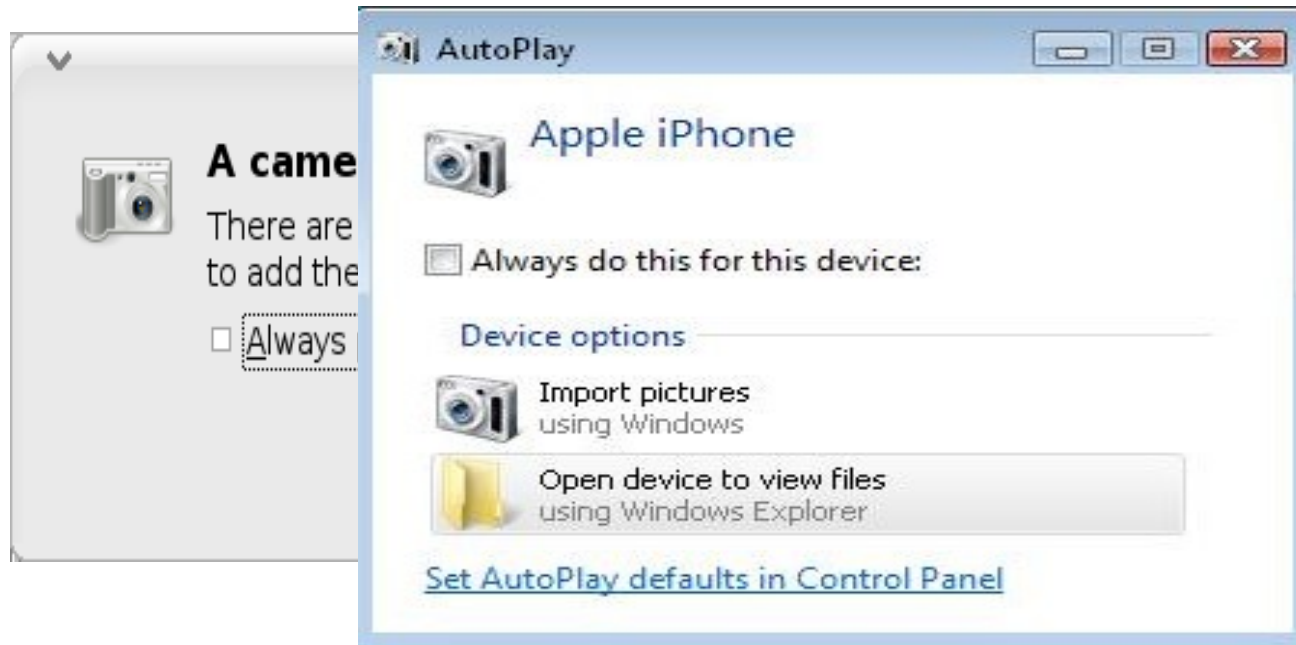 A came
There are
to add the
Always
AutoPlay
Apple iPhone
Always do this for this device:
Device options
Import pictures
using Windows
Open device to view files
using Windows Explorer
Set AutoPlay defaults in Control Panel